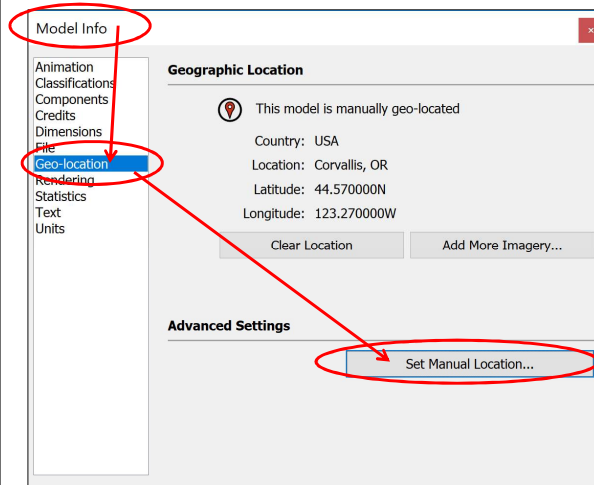 Model Info
×
Animation
Classifications
Components
Credits
Dimensions
File
Geo-location
Rendering
Statistics
Text
Units
Geographic Location
This model is manually geo-located
Country: USA
Location: Corvallis, OR
Latitude: 44.570000N
Longitude: 123.270000W
Clear Location
Add More Imagery...
Advanced Settings
Set Manual Location...